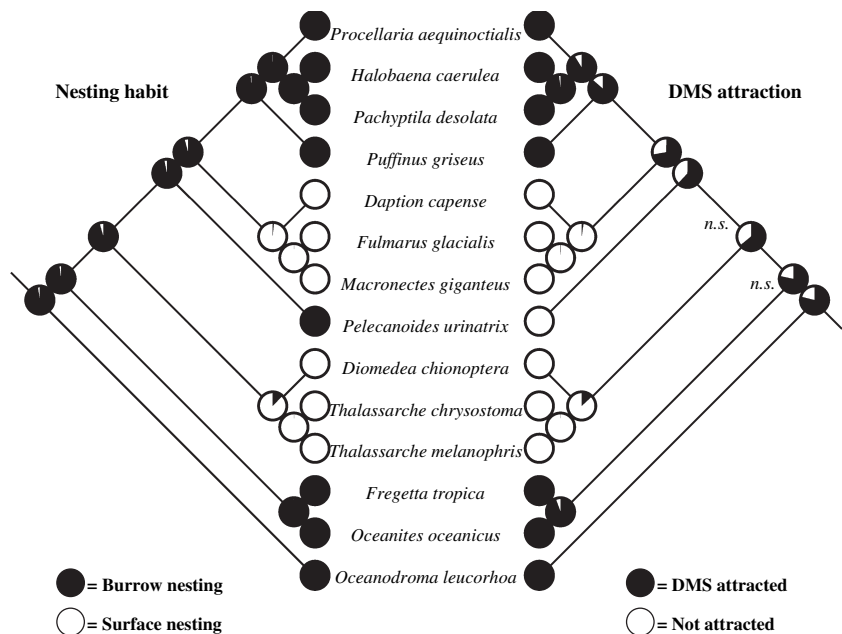 Procellaria aequinoctialis
Halobaena caerulea
Nesting habit
DMS attraction
Pachyptila desolata
Puffinus griseus
Daption capense
n.s.
Fulmarus glacialis
Macronectes giganteus
n.s.
Pelecanoides urinatrix
Diomedea chionoptera
Thalassarche chrysostoma
Thalassarche melanophris
Fregetta tropica
Oceanites oceanicus
Oceanodroma leucorhoa
= Burrow nesting
= DMS attracted
= Surface nesting
= Not attracted